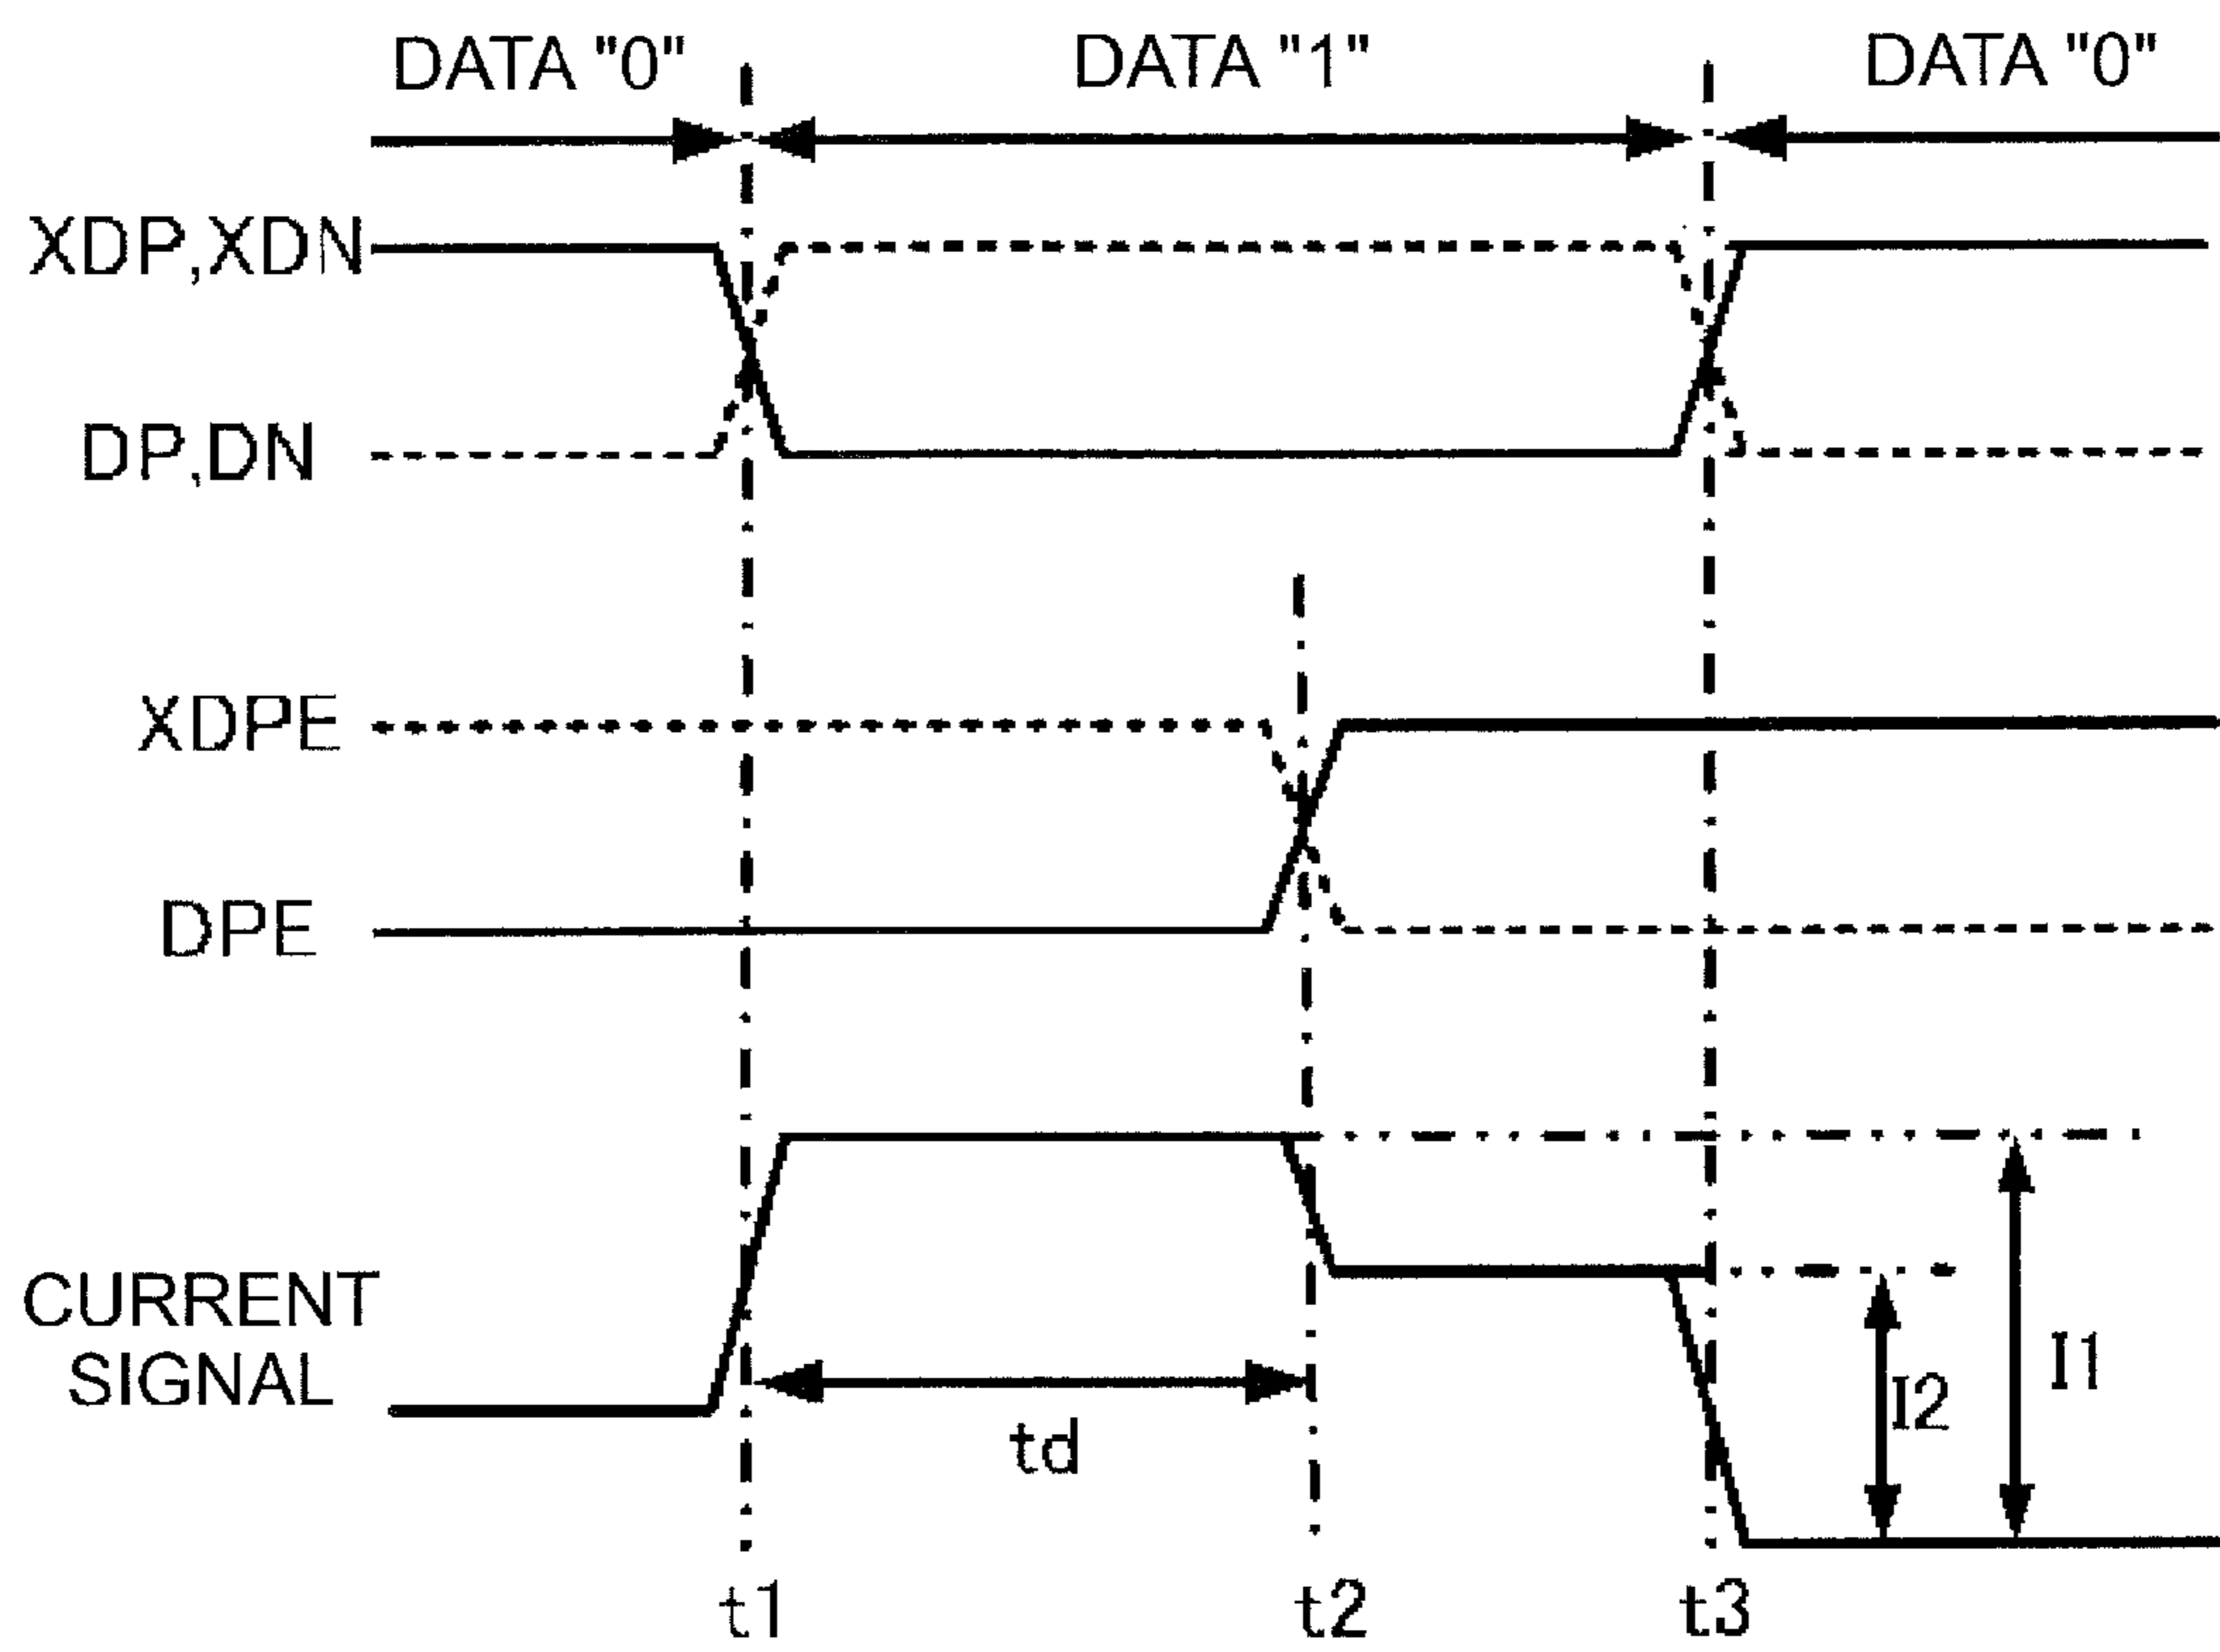 DATA "0" DATA "1" DATA "0"
XDP,XDN
DP,DN
XDPE
DPE
CURRENT
SIGNAL
td
I2
I1
t1 t2 t3